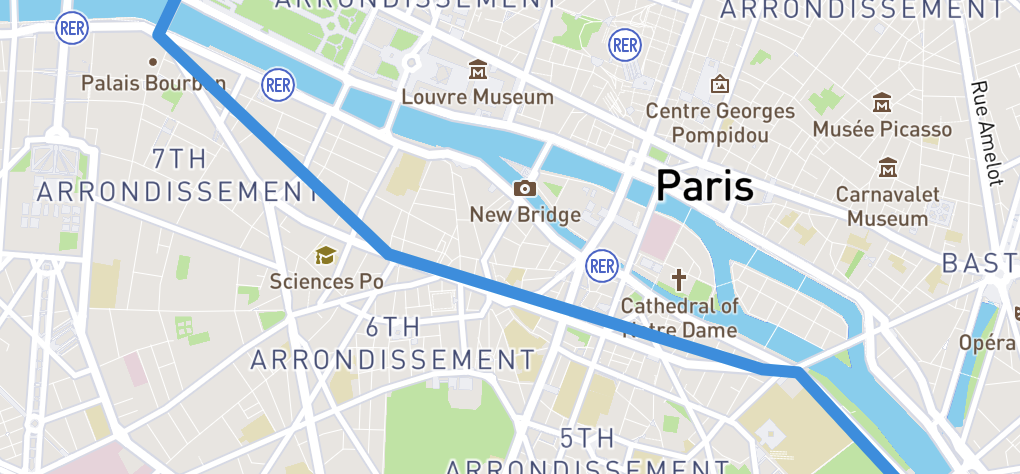 ARRONDISSEMENT
ARRONDISSEMENT
RER
RER
RER
Palais Bourbon
Louvre Museum
Centre Georges
Pompidou
Musée Picasso
Rue Amelot
7TH
ARRONDISSEMENT
Paris
Carnavalet
Museum
New Bridge
Sciences Po
RER
BAST
Cathedral of
Notre Dame
6TH
ARRONDISSEMENT
Opéra
5TH
ARRONDISSEMENT